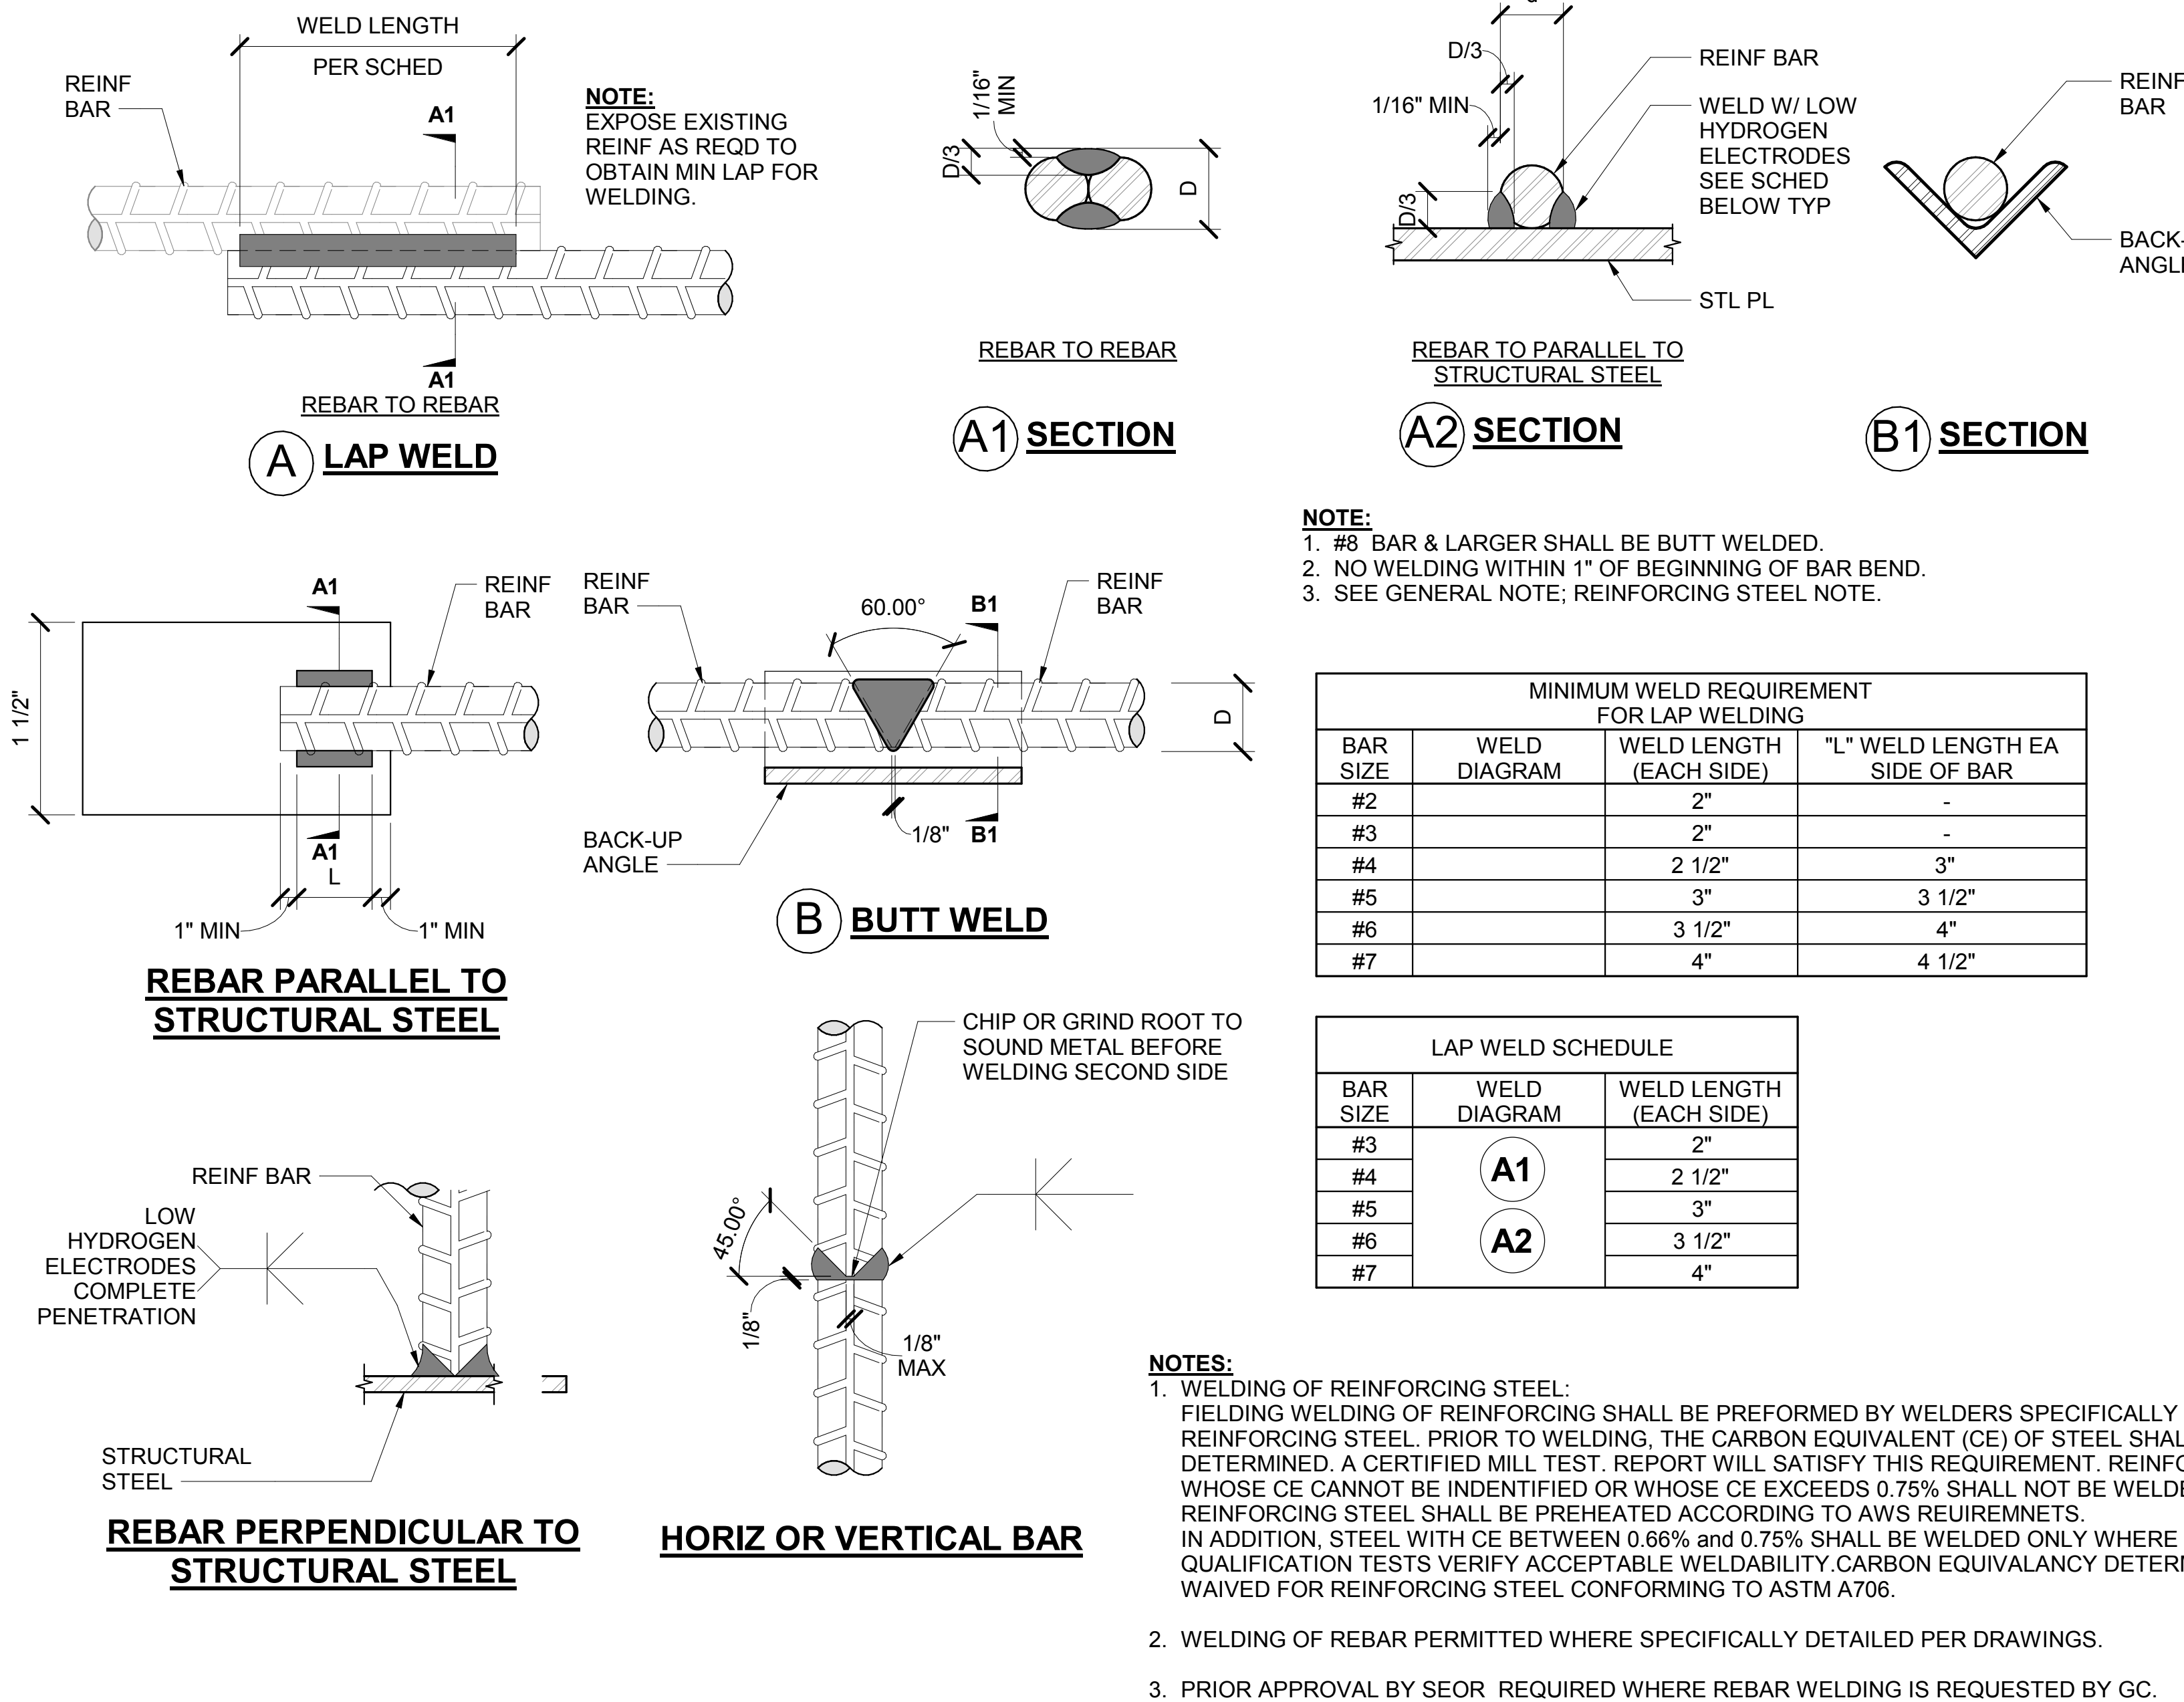 WELD LENGTH
PER SCHED
REINF
BAR
A1
NOTE:
EXPOSE EXISTING
REINF AS REQD TO
OBTAIN MIN LAP FOR
WELDING.
A1
REBAR TO REBAR
A LAP WELD
1/16"
MIN
D/3
D
REBAR TO REBAR
A1 SECTION
D/3
1/16" MIN
D/3
REINF BAR
WELD W/ LOW
HYDROGEN
ELECTRODES
SEE SCHED
BELOW TYP
STL PL
REBAR TO PARALLEL TO
STRUCTURAL STEEL
A2 SECTION
REINF
BAR
BACK-
ANGLE
B1 SECTION
NOTE:
1. #8 BAR & LARGER SHALL BE BUTT WELDED.
2. NO WELDING WITHIN 1" OF BEGINNING OF BAR BEND.
3. SEE GENERAL NOTE; REINFORCING STEEL NOTE.
A1
REINF
BAR
1 1/2"
A1
L
1" MIN
1" MIN
REBAR PARALLEL TO
STRUCTURAL STEEL
REINF
BAR
60.00°
B1
REINF
BAR
D
BACK-UP
ANGLE
1/8"
B1
B BUTT WELD
MINIMUM WELD REQUIREMENT
FOR LAP WELDING
BAR SIZE WELD DIAGRAM WELD LENGTH (EACH SIDE) "L" WELD LENGTH EA SIDE OF BAR
#2 2" -
#3 2" -
#4 2 1/2" 3"
#5 3" 3 1/2"
#6 3 1/2" 4"
#7 4" 4 1/2"
LAP WELD SCHEDULE
BAR SIZE WELD DIAGRAM WELD LENGTH (EACH SIDE)
#3 2"
A1
#4 2 1/2"
#5 3"
#6 3 1/2"
A2
#7 4"
REINF BAR
LOW
HYDROGEN
ELECTRODES
COMPLETE
PENETRATION
STRUCTURAL
STEEL
REBAR PERPENDICULAR TO
STRUCTURAL STEEL
CHIP OR GRIND ROOT TO
SOUND METAL BEFORE
WELDING SECOND SIDE
45.00°
1/8"
1/8"
MAX
HORIZ OR VERTICAL BAR
NOTES:
1. WELDING OF REINFORCING STEEL:
FIELDING WELDING OF REINFORCING SHALL BE PREFORMED BY WELDERS SPECIFICALLY
REINFORCING STEEL. PRIOR TO WELDING, THE CARBON EQUIVALENT (CE) OF STEEL SHAL
DETERMINED. A CERTIFIED MILL TEST. REPORT WILL SATISFY THIS REQUIREMENT. REINFO
WHOSE CE CANNOT BE INDENTIFIED OR WHOSE CE EXCEEDS 0.75% SHALL NOT BE WELDE
REINFORCING STEEL SHALL BE PREHEATED ACCORDING TO AWS REUIREMNETS.
IN ADDITION, STEEL WITH CE BETWEEN 0.66% and 0.75% SHALL BE WELDED ONLY WHERE
QUALIFICATION TESTS VERIFY ACCEPTABLE WELDABILITY.CARBON EQUIVALANCY DETER
WAIVED FOR REINFORCING STEEL CONFORMING TO ASTM A706.
2. WELDING OF REBAR PERMITTED WHERE SPECIFICALLY DETAILED PER DRAWINGS.
3. PRIOR APPROVAL BY SEOR REQUIRED WHERE REBAR WELDING IS REQUESTED BY GC.